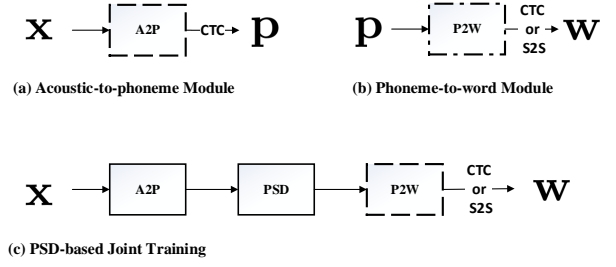 x A2P CTC p
p P2W CTC or S2S w
(a) Acoustic-to-phoneme Module
(b) Phoneme-to-word Module
x A2P PSD P2W CTC or S2S w
(c) PSD-based Joint Training